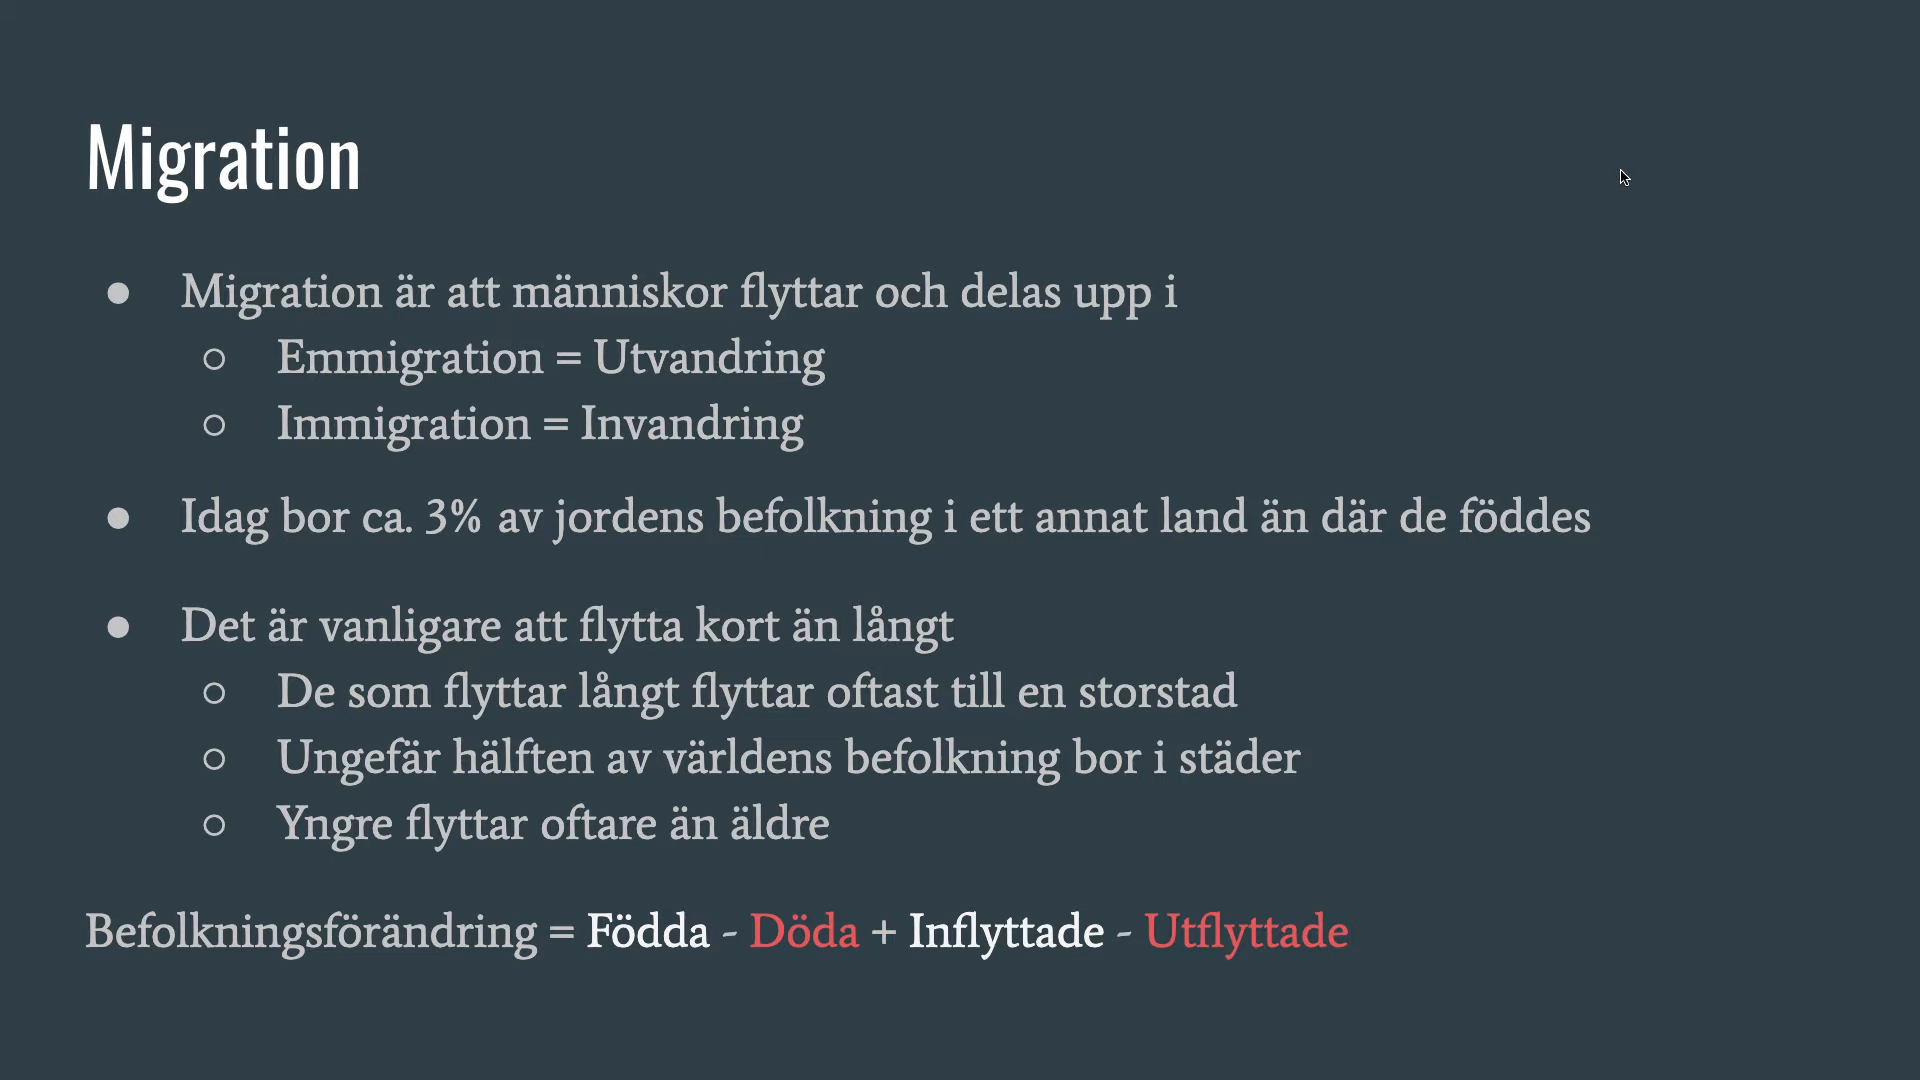 Migration
● Migration är att människor flyttar och delas upp i
○ Emmigration = Utvandring
○ Immigration = Invandring
● Idag bor ca. 3% av jordens befolkning i ett annat land än där de föddes
● Det är vanligare att flytta kort än långt
○ De som flyttar långt flyttar oftast till en storstad
○ Ungefär hälften av världens befolkning bor i städer
○ Yngre flyttar oftare än äldre
Befolkningsförändring = Födda - Döda + Inflyttade - Utflyttade